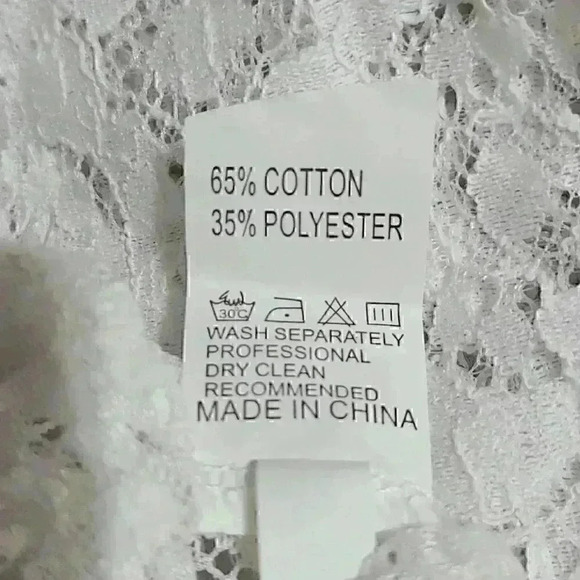 65% COTTON
35% POLYESTER
30°C
WASH SEPARATELY
PROFESSIONAL
DRY CLEAN
RECOMMENDED
MADE IN CHINA